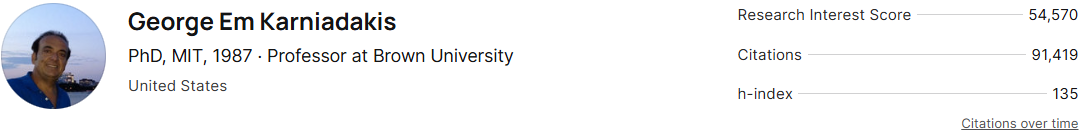 George Em Karniadakis
PhD, MIT, 1987 · Professor at Brown University
United States
Research Interest Score 54,570
Citations 91,419
h-index 135
Citations over time